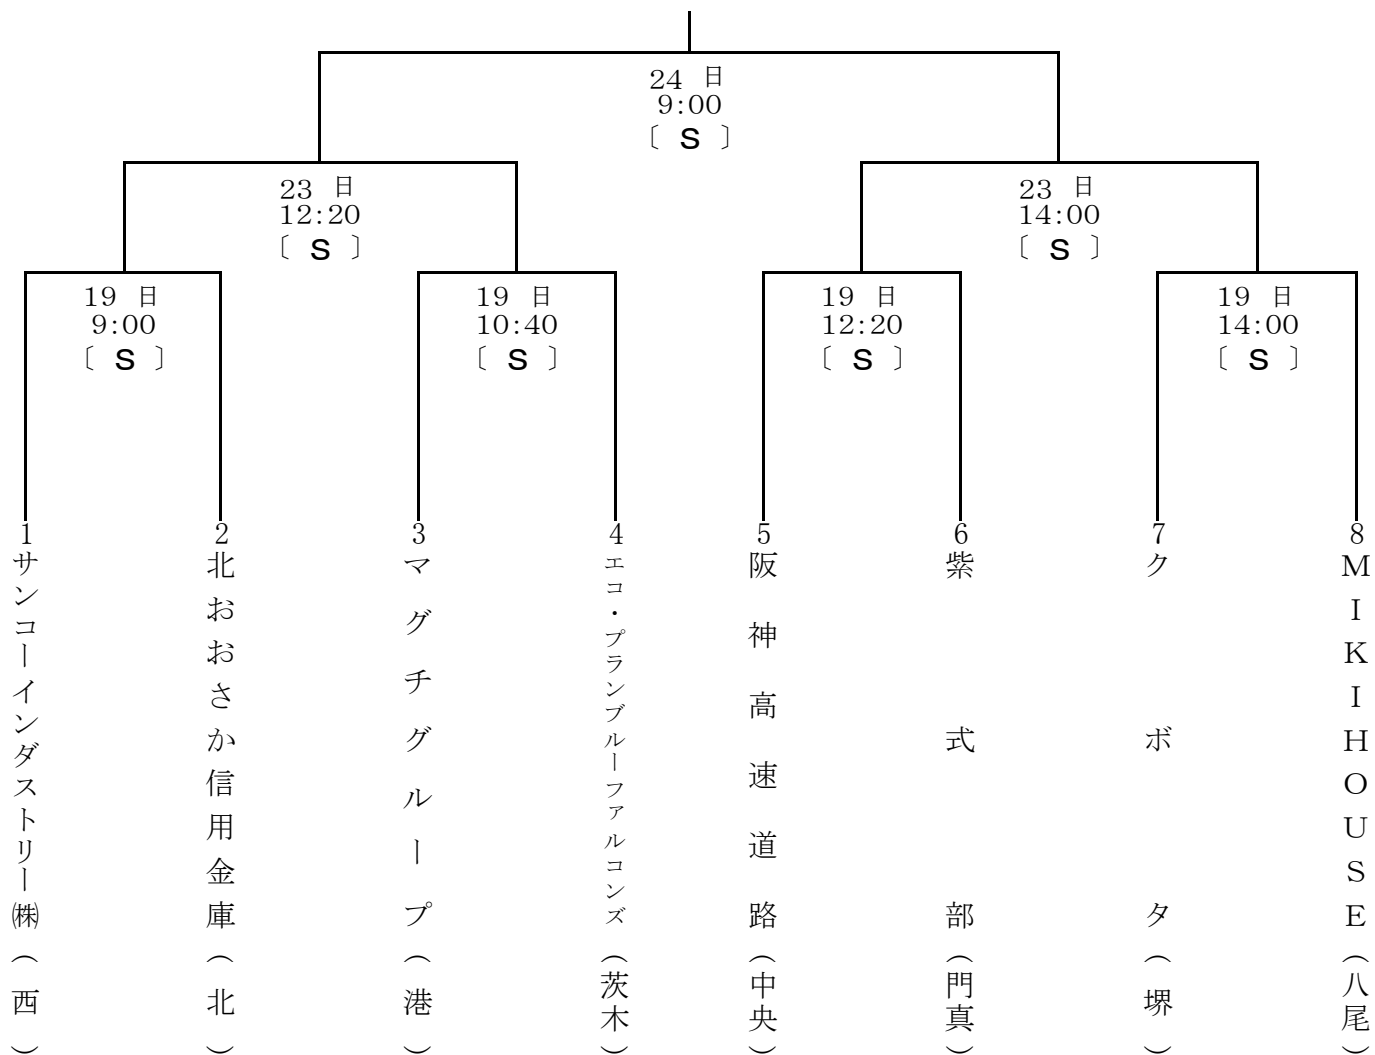 24 日
9:00
〔 S 〕
23 日
12:20
〔 S 〕
23 日
14:00
〔 S 〕
19 日
9:00
〔 S 〕
19 日
10:40
〔 S 〕
19 日
12:20
〔 S 〕
19 日
14:00
〔 S 〕
1
サンコーインダストリー㈱(西)
2
北おおさか信用金庫(北)
3
マグチグループ(港)
4
エコ・プランブルーファルコンズ(茨木)
5
阪神高速道路(中央)
6
紫式部(門真)
7
クボタ(堺)
8
MIKIHOUSE(八尾)